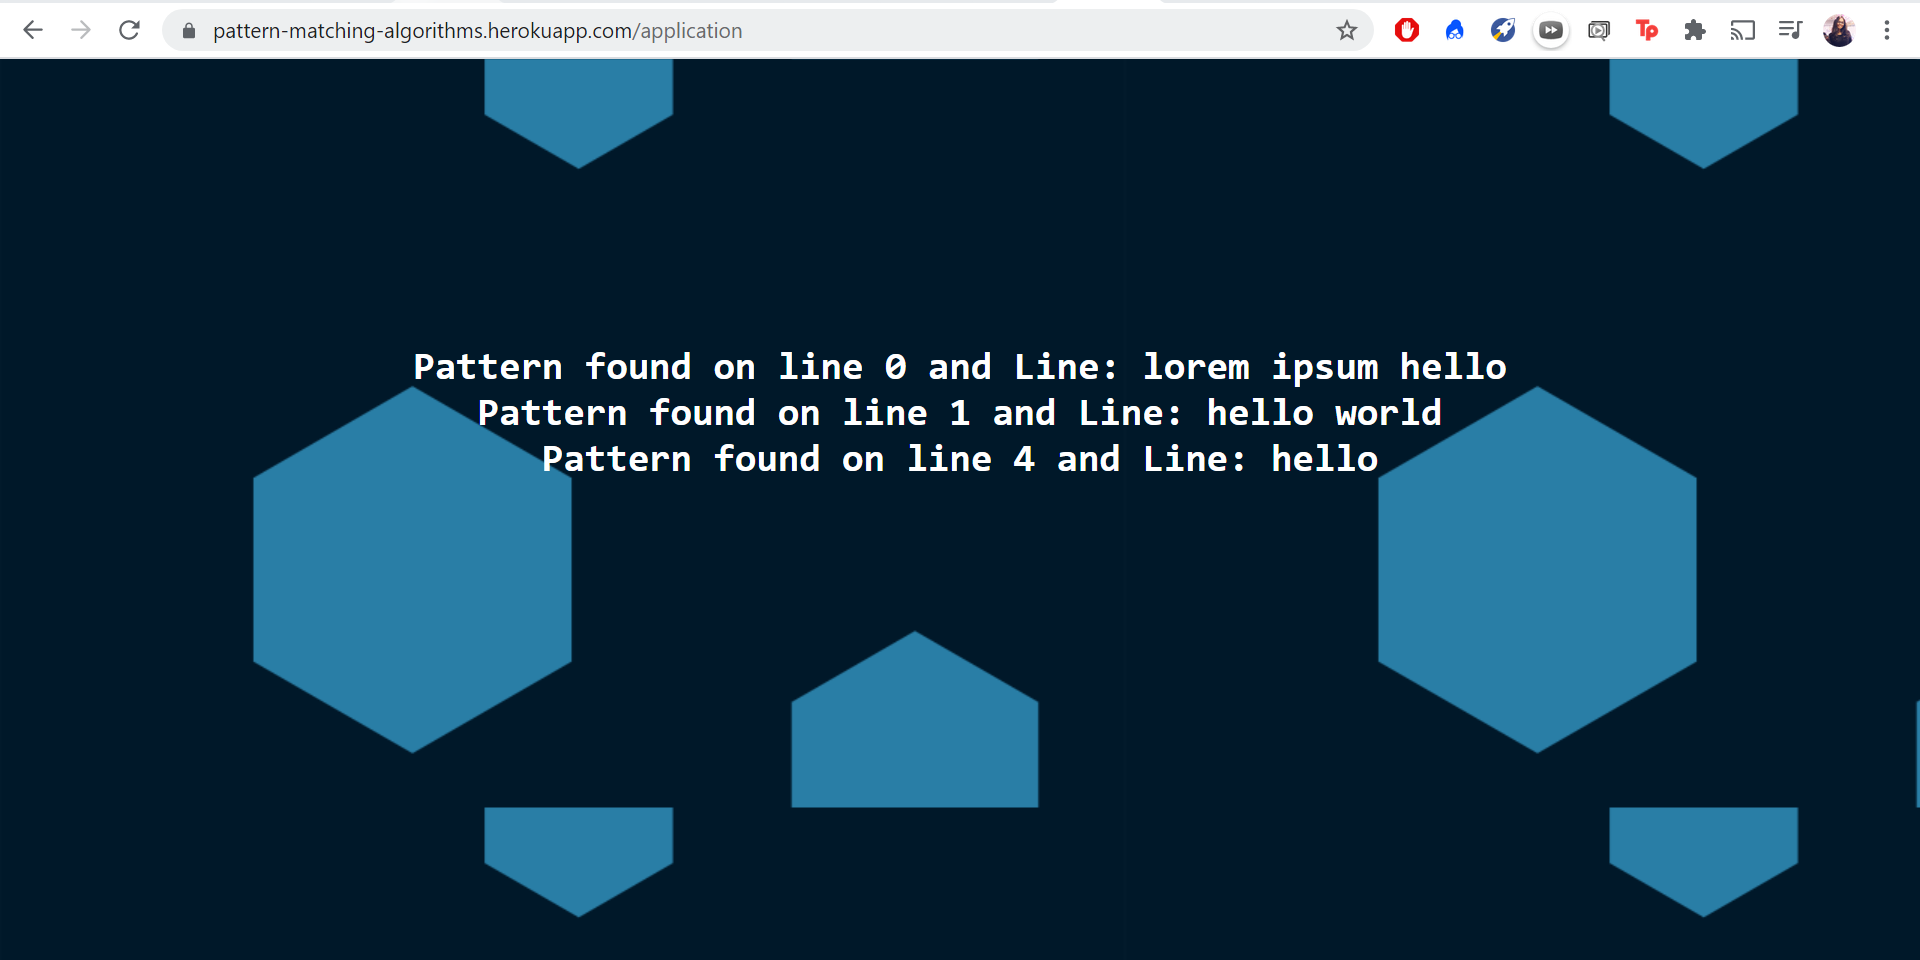 pattern-matching-algorithms.herokuapp.com/application
Tp
Pattern found on line 0 and Line: lorem ipsum hello
Pattern found on line 1 and Line: hello world
Pattern found on line 4 and Line: hello